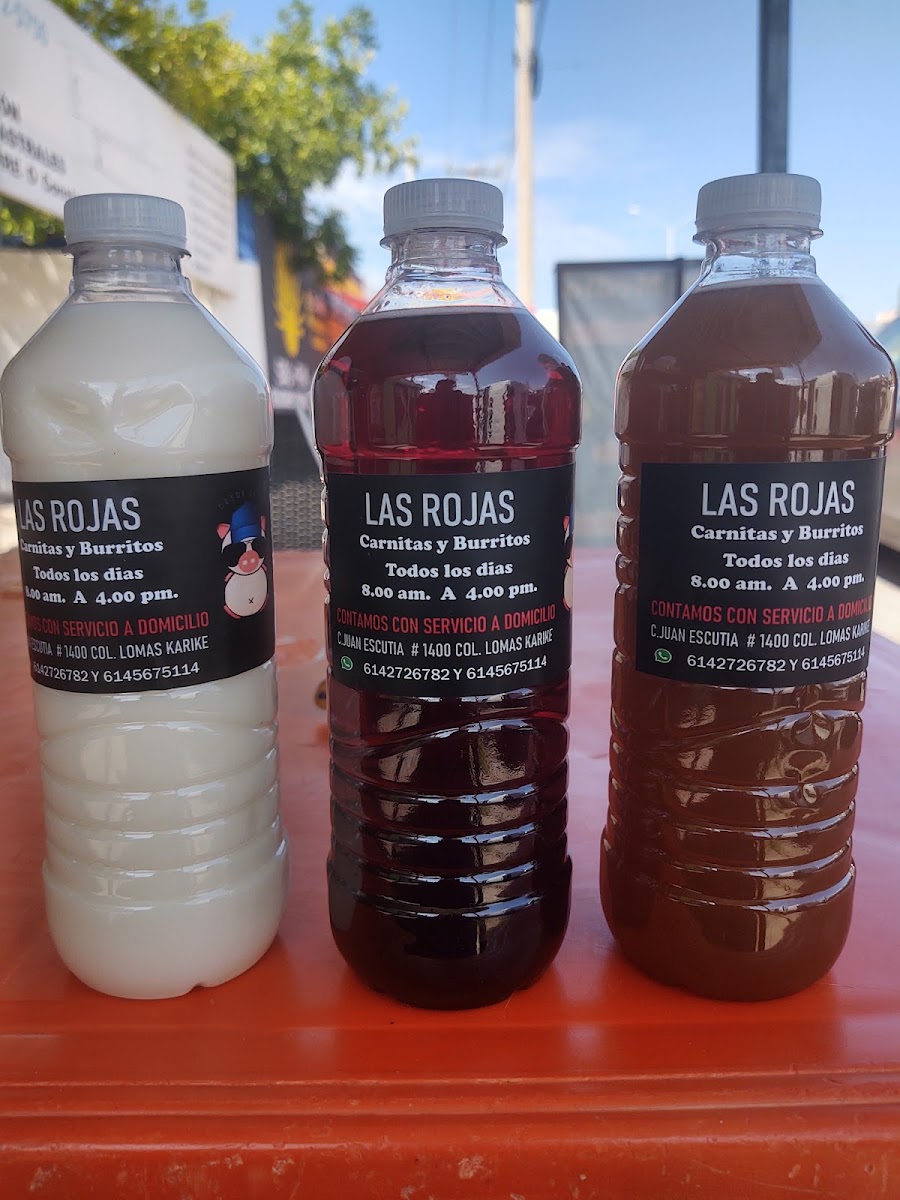 LAS ROJAS
Carnitas y Burritos
Todos los dias
8.00 am. A 4.00 pm.
CON SERVICIO A DOMICILIO
ESCUTIA # 1400 COL. LOMAS KARIKE
6142726782 Y 6145675114
LAS ROJAS
Carnitas y Burritos
Todos los dias
8.00 am. A 4.00 pm.
CONTAMOS CON SERVICIO A DOMICILIO
C.JUAN ESCUTIA # 1400 COL. LOMAS KARIKE
6142726782 Y 6145675114
LAS ROJAS
Carnitas y Burritos
Todos los dias
8.00 am. A 4.00 pm.
CONTAMOS CON SERVICIO A DOMICILIO
C.JUAN ESCUTIA # 1400 COL. LOMAS KARIKE
6142726782 Y 6145675114